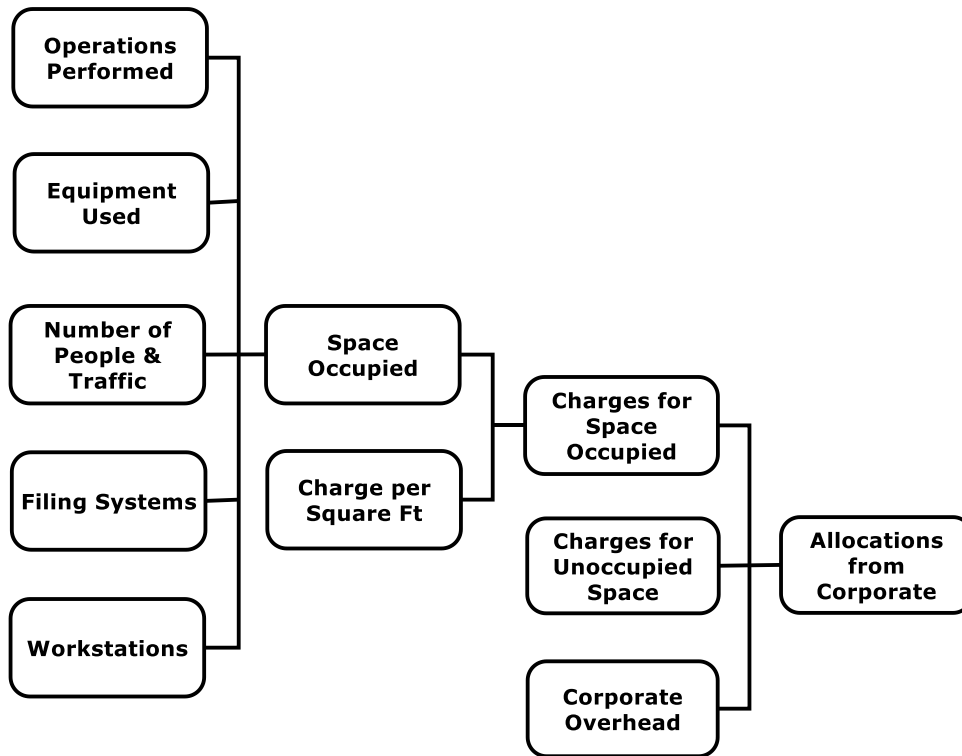 Operations
Performed
Equipment
Used
Number of
People &
Traffic
Filing Systems
Workstations
Space
Occupied
Charge per
Square Ft
Charges for
Space
Occupied
Charges for
Unoccupied
Space
Corporate
Overhead
Allocations
from
Corporate